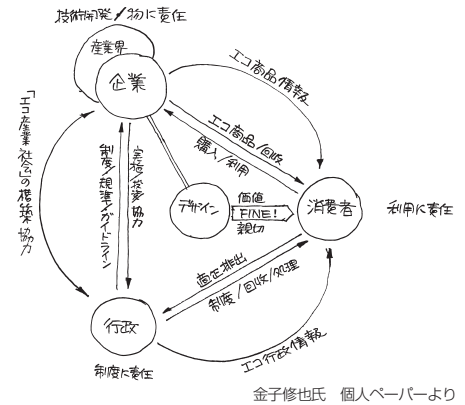 技術開発/物に責任
産業界
企業
エコ商品情報
エコ商品/回収
購入/利用
「エコ産業社会」の構築協力
制度/規準/ガイドライン
実施/投資/協力
デザイン
価値
FINE!
親切
消費者
利用に責任
適正排出
制度/回収/処理
行政
エコ行政情報
制度に責任
金子修也氏 個人ペーパーより